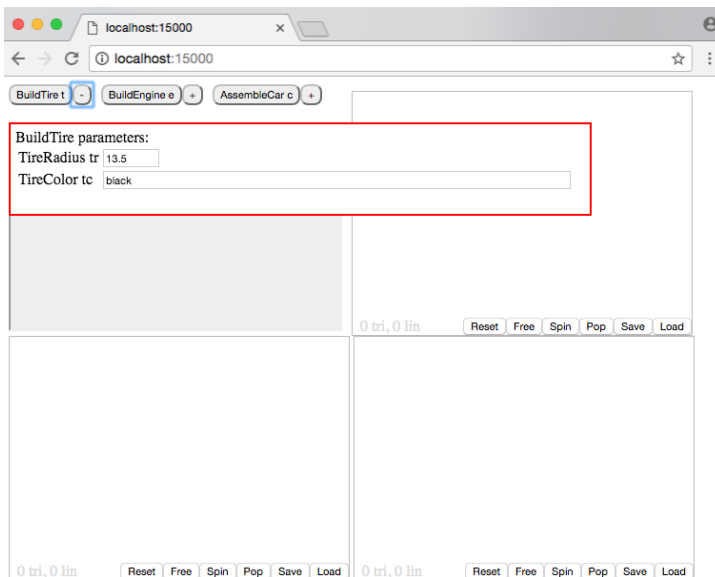 localhost:15000 ×
localhost:15000
BuildTire t - BuildEngine e + AssembleCar c +
BuildTire parameters:
TireRadius tr 13.5
TireColor tc black
0 tri, 0 lin Reset Free Spin Pop Save Load
0 tri, 0 lin Reset Free Spin Pop Save Load 0 tri, 0 lin Reset Free Spin Pop Save Load